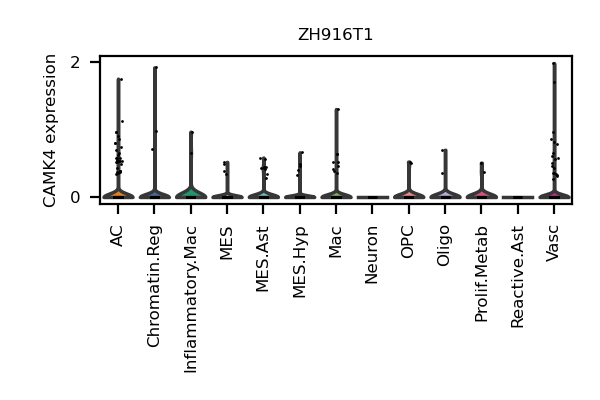 ZH916T1
CAMK4 expression
2
0
AC
Chromatin.Reg
Inflammatory.Mac
MES
MES.Ast
MES.Hyp
Mac
Neuron
OPC
Oligo
Prolif.Metab
Reactive.Ast
Vasc